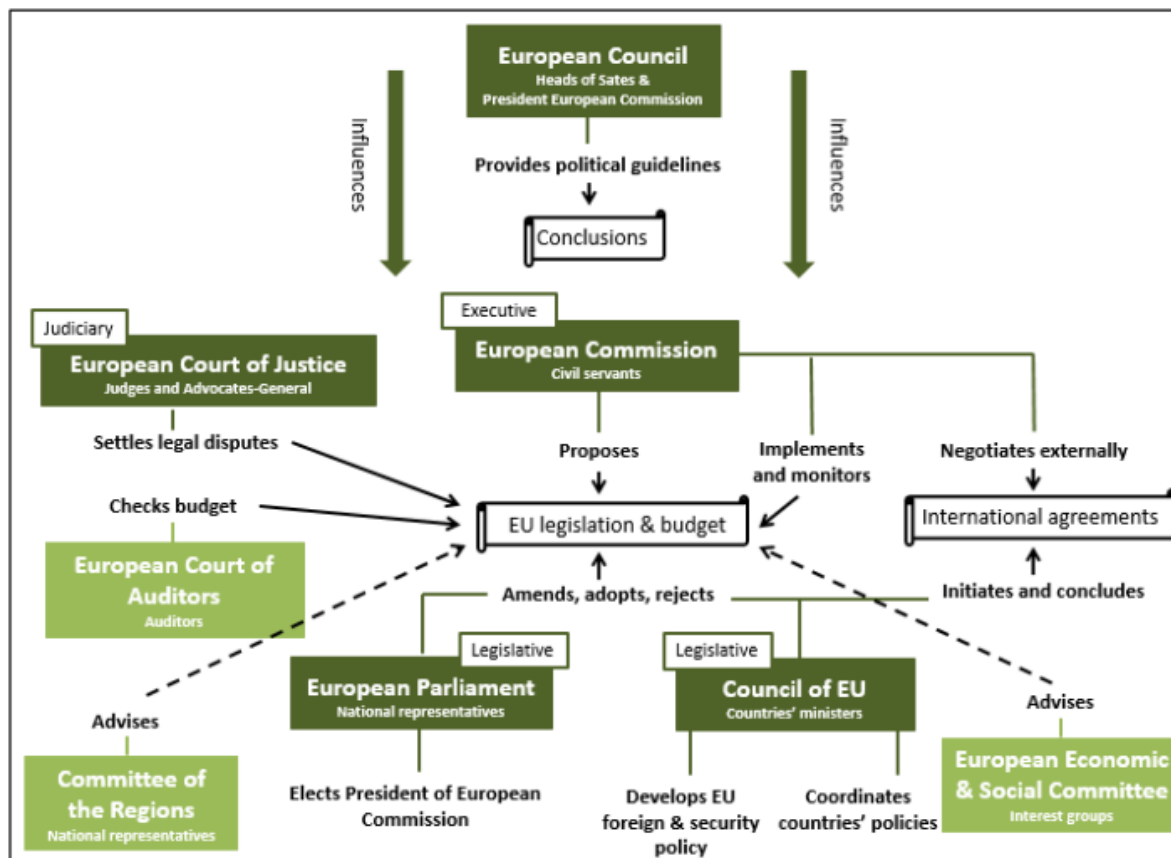 European Council
Heads of Sates &
President European Commission
Influences
Influences
Provides political guidelines
Conclusions
Judiciary
European Court of Justice
Judges and Advocates-General
Executive
European Commission
Civil servants
Settles legal disputes
Proposes
Implements
and monitors
Negotiates externally
Checks budget
EU legislation & budget
International agreements
European Court of
Auditors
Auditors
Amends, adopts, rejects
Initiates and concludes
Legislative
European Parliament
National representatives
Legislative
Council of EU
Countries' ministers
Advises
Committee of
the Regions
National representatives
Elects President of European
Commission
Develops EU
foreign & security
policy
Coordinates
countries' policies
Advises
European Economic
& Social Committee
Interest groups